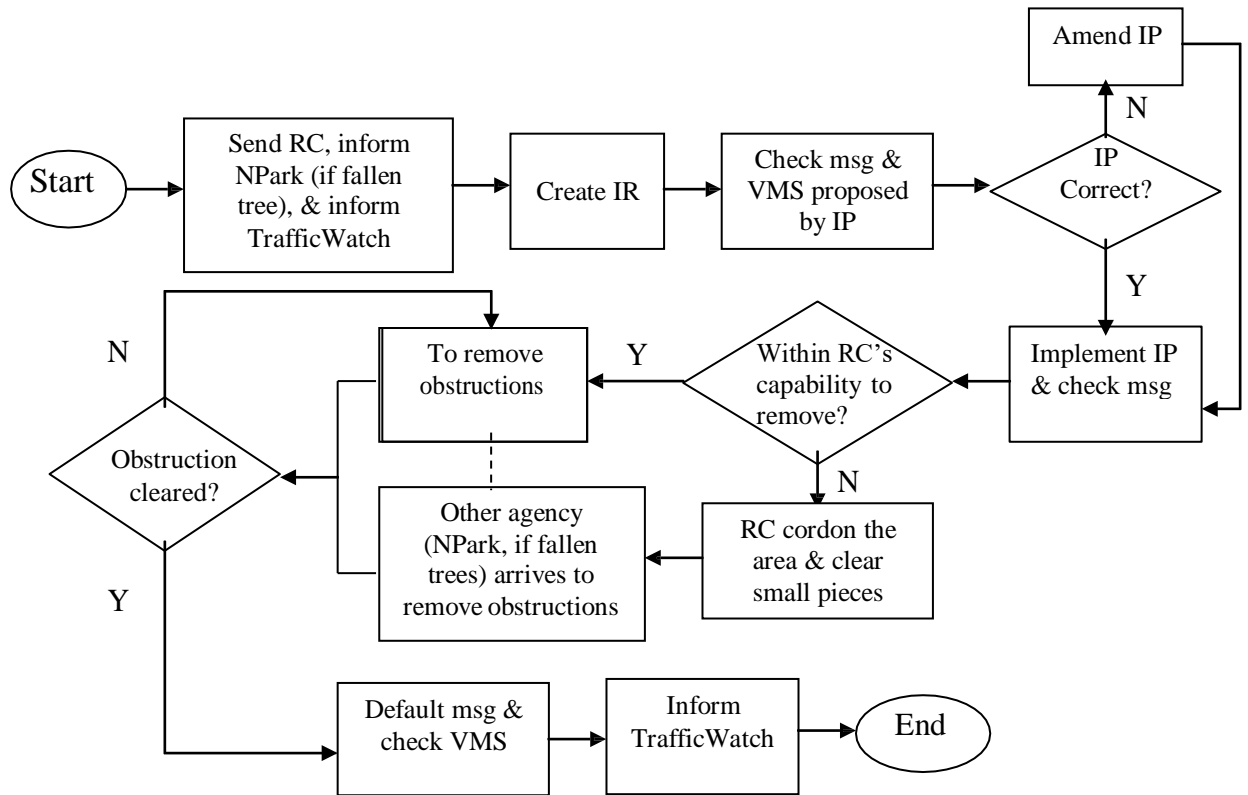 Start
Send RC, inform
NPark (if fallen
tree), & inform
TrafficWatch
Create IR
Check msg &
VMS proposed
by IP
IP
Correct?
N
Amend IP
Y
Implement IP
& check msg
Within RC’s
capability to
remove?
Y
To remove
obstructions
N
RC cordon the
area & clear
small pieces
Other agency
(NPark, if fallen
trees) arrives to
remove obstructions
Obstruction
cleared?
N
Y
Default msg &
check VMS
Inform
TrafficWatch
End